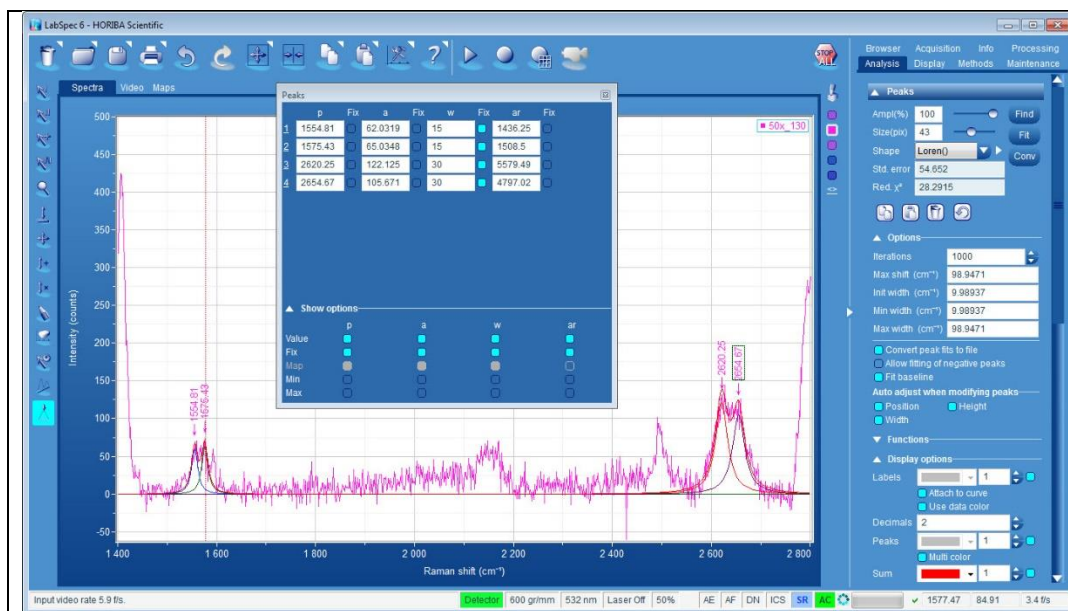 LabSpec 6 - HORIBA Scientific
STOP ALL
Browser Acquisition Info Processing
Analysis Display Methods Maintenance
Spectra Video Maps
Peaks
p Fix a Fix w Fix ar Fix
1 1554.81 62.0319 15 1436.25
2 1575.43 65.0348 15 1508.5
3 2620.25 122.125 30 5579.49
4 2654.67 105.671 30 4797.02
Show options
p a w ar
Value
Fix
Map
Min
Max
50x_130
500
450
400
350
300
250
200
150
100
50
0
-50
Intensity (counts)
1554.81
1575.43
2620.25
2654.67
1 400 1 600 1 800 2 000 2 200 2 400 2 600 2 800
Raman shift (cm⁻¹)
Peaks
Ampl(%) 100 Find
Size(pix) 43 Fit
Shape Loren() Conv
Std. error 54.652
Red. χ² 28.2915
Options
Iterations 1000
Max shift (cm⁻¹) 98.9471
Init width (cm⁻¹) 9.98937
Min width (cm⁻¹) 9.98937
Max width (cm⁻¹) 98.9471
Convert peak fits to file
Allow fitting of negative peaks
Fit baseline
Auto adjust when modifying peaks
Position Height
Width
Functions
Display options
Labels 1
Attach to curve
Use data color
Decimals 2
Peaks 1
Multi color
Sum 1
Input video rate 5.9 f/s. Detector 600 gr/mm 532 nm Laser Off 50% AE AF DN ICS SR AC 1577.47 84.91 3.4 f/s